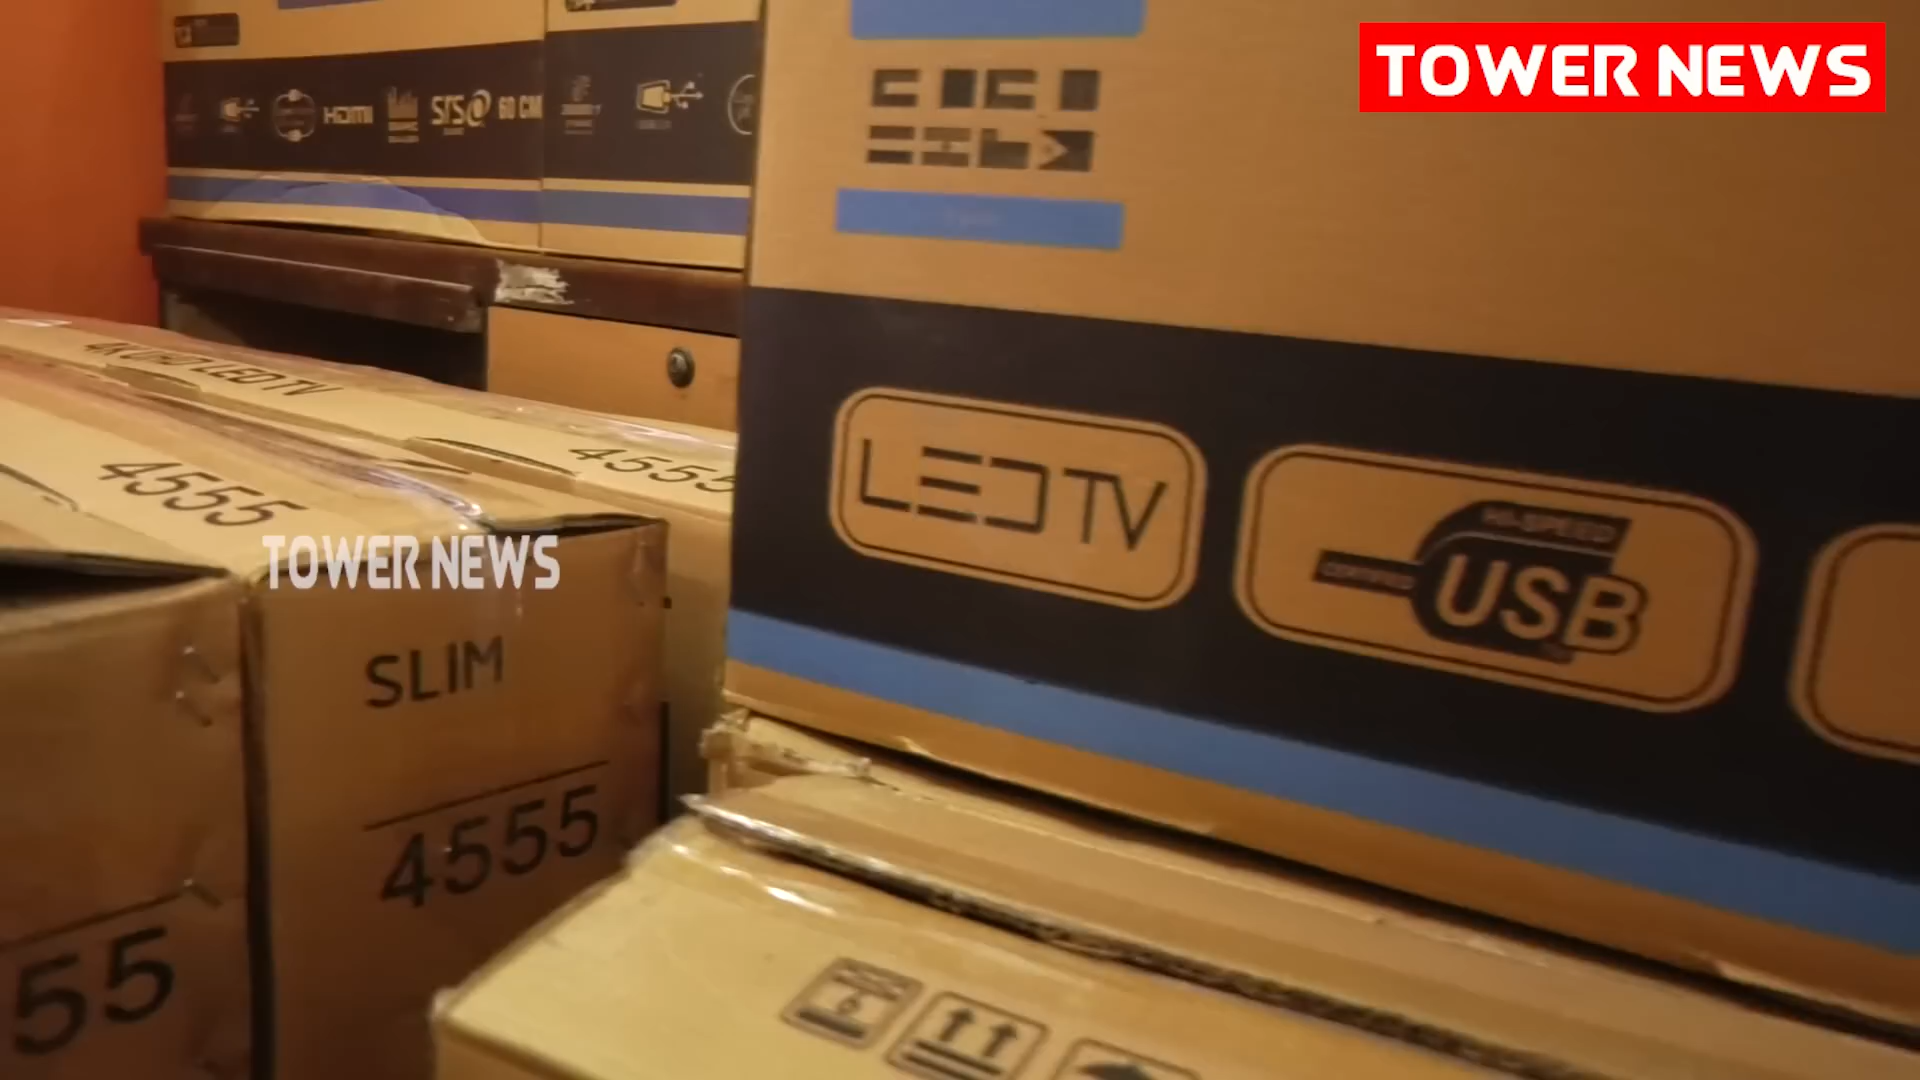 TOWER NEWS
HDMI
SRS
60 CM
4K UHD LED TV
4555
4555
LED TV
HI-SPEED
CERTIFIED
USB
TOWER NEWS
SLIM
4555
55